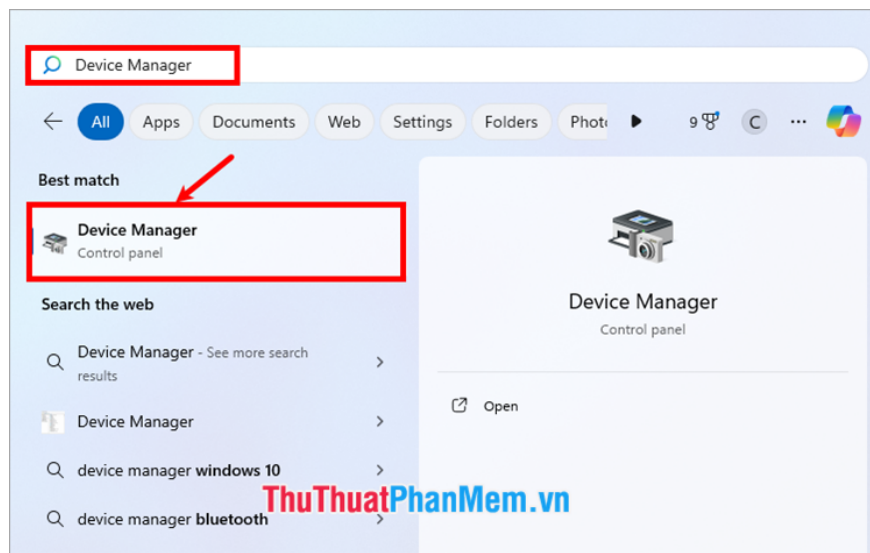 Device Manager
All Apps Documents Web Settings Folders 9 C ...
Best match
Device Manager
Control panel
Search the web
Device Manager - See more search
results
Device Manager
device manager windows 10
device manager bluetooth
Device Manager
Control panel
Open
ThuThuatPhanMem.vn